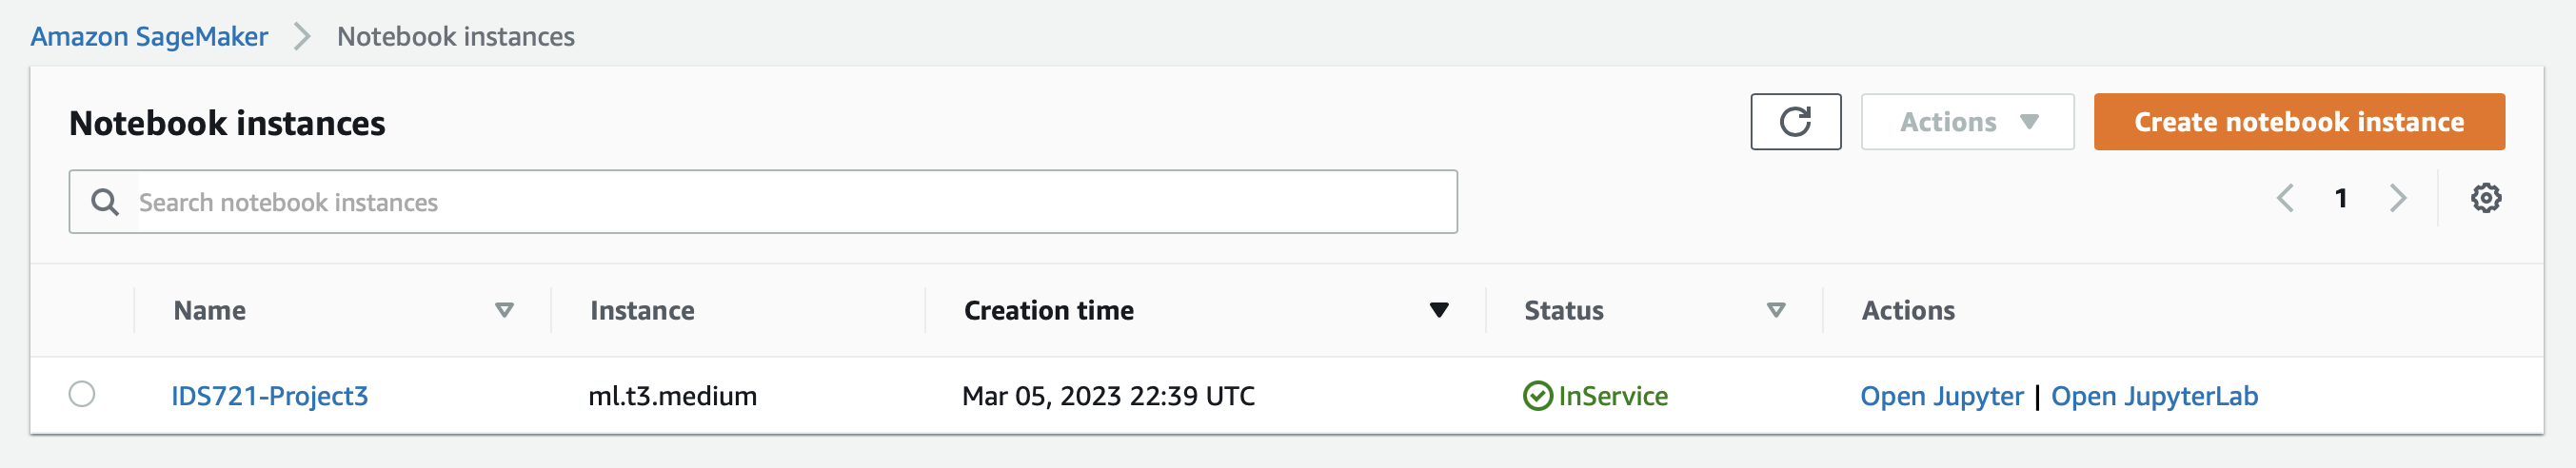 Amazon SageMaker Notebook instances
Notebook instances Actions Create notebook instance
Search notebook instances 1
Name Instance Creation time Status Actions
IDS721-Project3 ml.t3.medium Mar 05, 2023 22:39 UTC InService Open Jupyter | Open JupyterLab